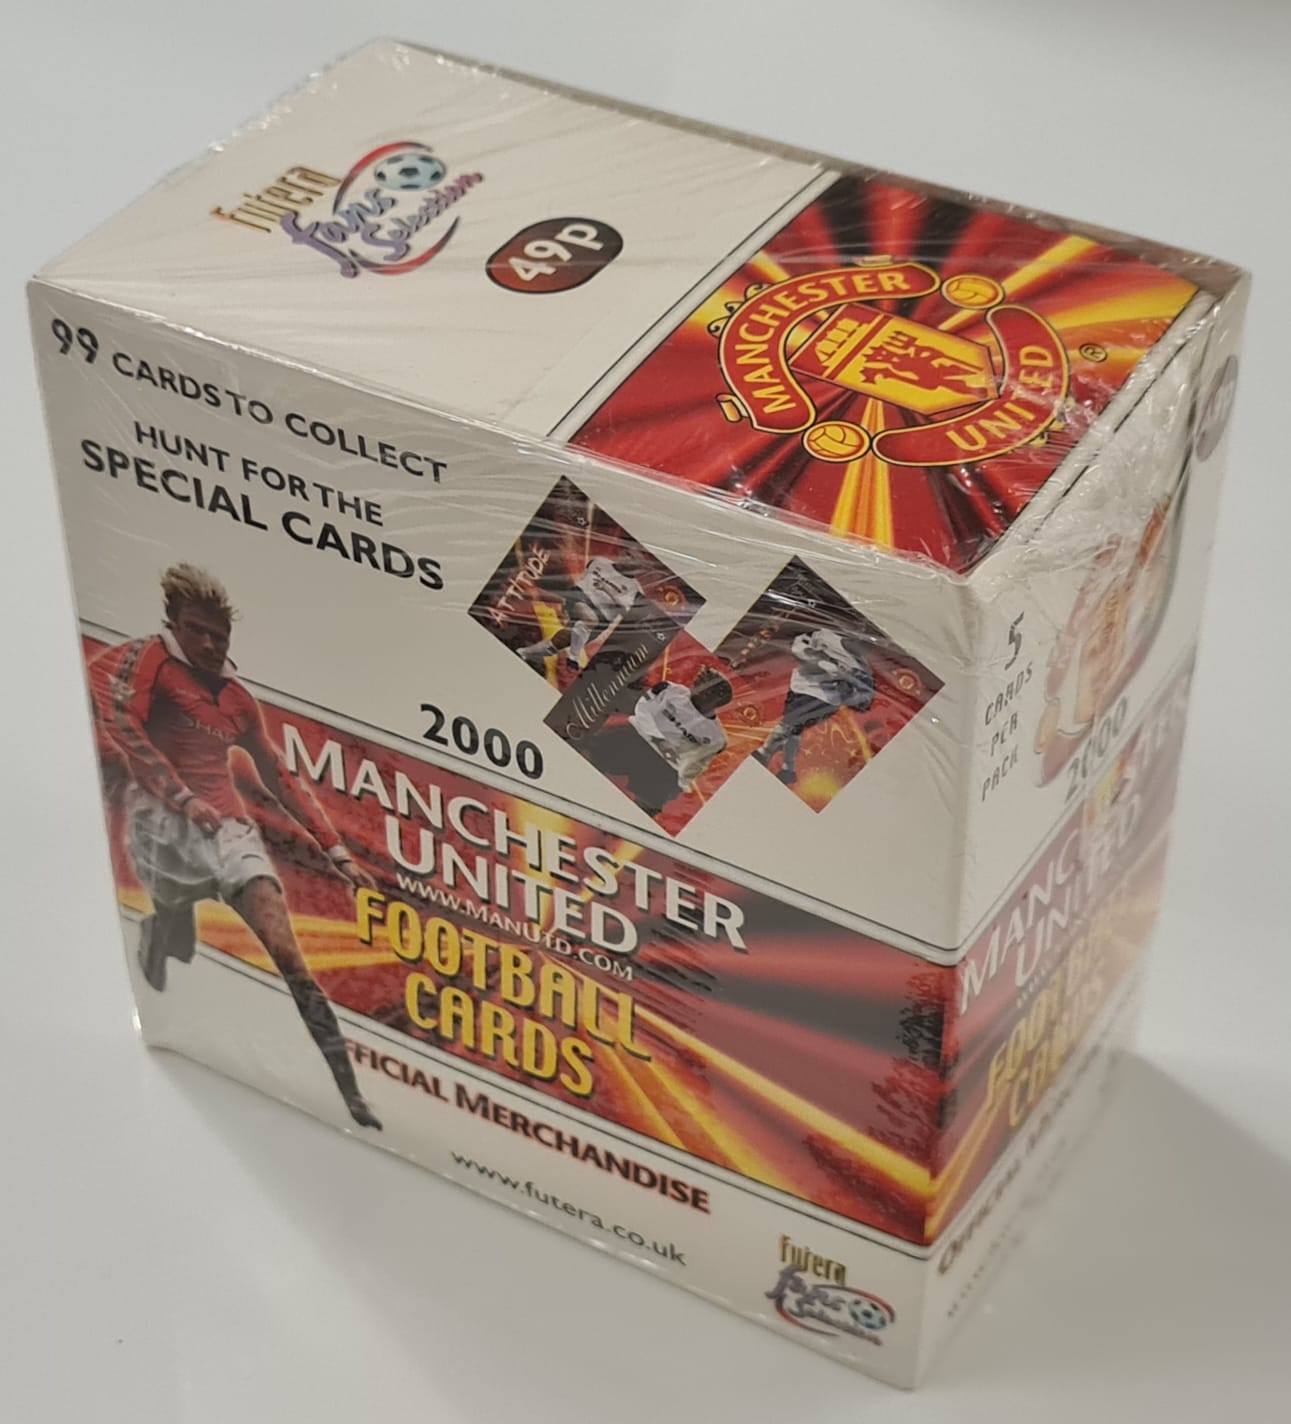 Futera
Fans
Selection
49p
MANCHESTER
UNITED
®
99 CARDS TO COLLECT
HUNT FOR THE
SPECIAL CARDS
ATTITUDE
Millennium
SHARP
2000
MANCHESTER
UNITED
WWW.MANUTD.COM
FOOTBALL
CARDS
OFFICIAL MERCHANDISE
www.futera.co.uk
Futera
Fans
Selection
5
CARDS
PER
PACK
2000
MANCHESTER
UNITED
FOOTBALL
CARDS